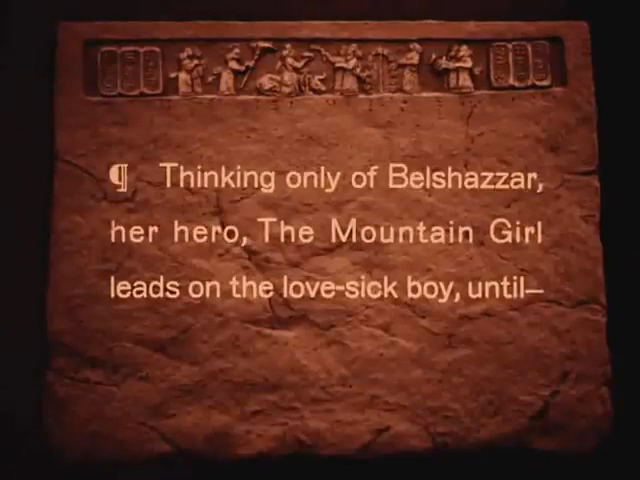 ¶ Thinking only of Belshazzar,
her hero, The Mountain Girl
leads on the love-sick boy, until—